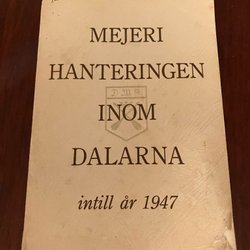 MEJERI
HANTERINGEN
INOM
DALARNA
intill år 1947